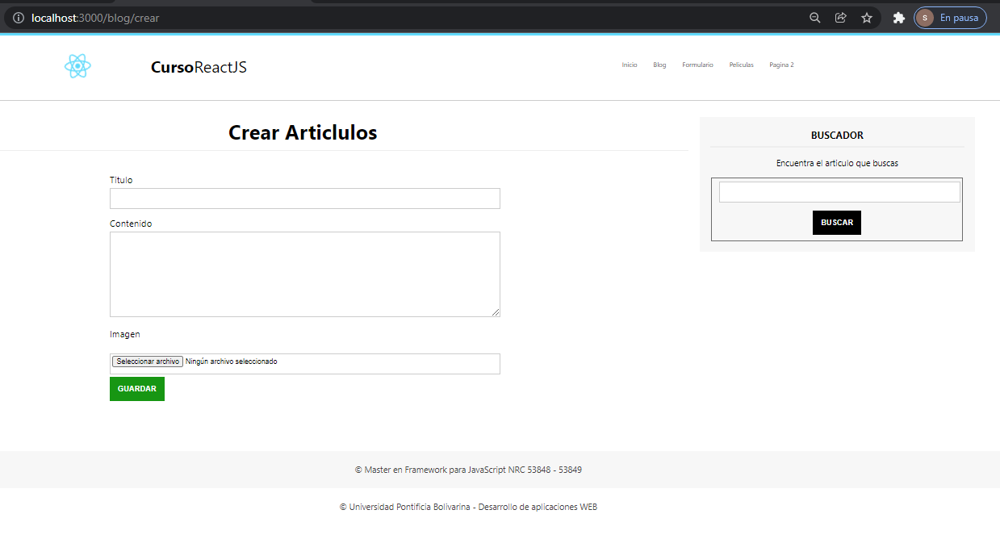 localhost:3000/blog/crear
S
En pausa
CursoReactJS
Inicio Blog Formulario Peliculas Pagina 2
Crear Articlulos
BUSCADOR
Encuentra el articulo que buscas
BUSCAR
Titulo
Contenido
Imagen
Seleccionar archivo Ningún archivo seleccionado
GUARDAR
© Master en Framework para JavaScript NRC 53848 - 53849
© Universidad Pontificia Bolivarina - Desarrollo de aplicaciones WEB